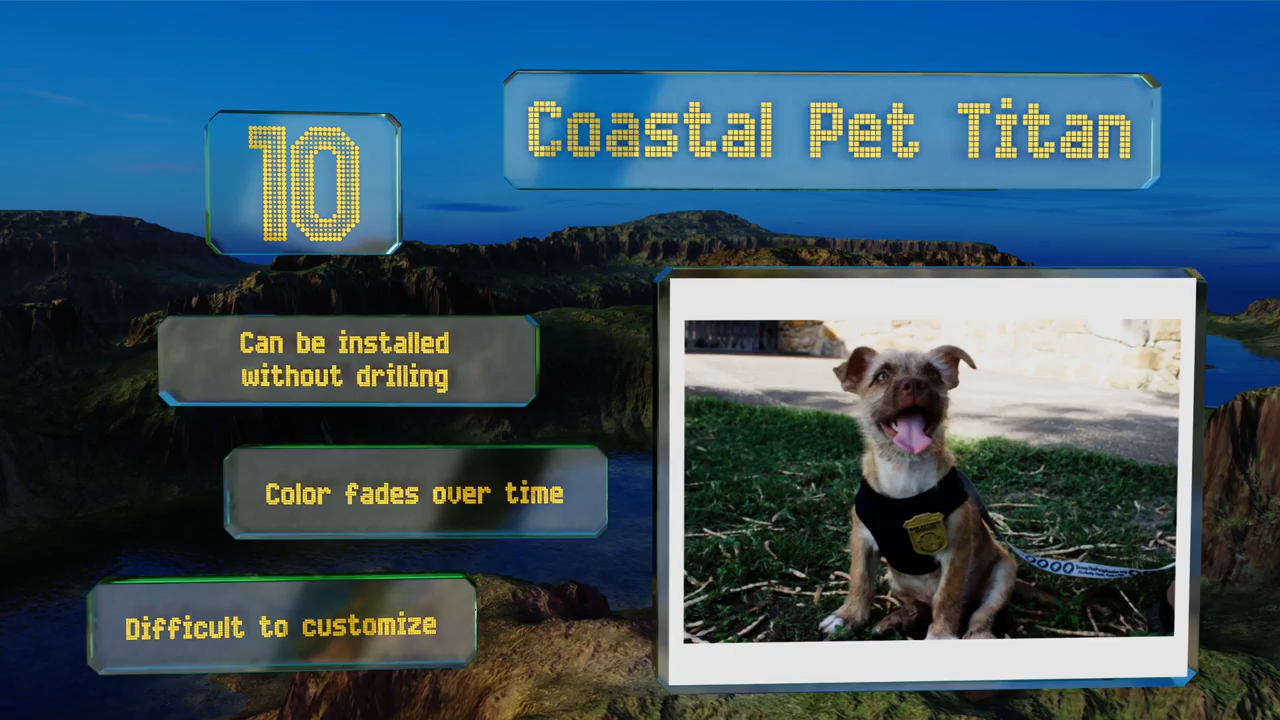 10
Coastal Pet Titan
Can be installed
without drilling
Color fades over time
Difficult to customize